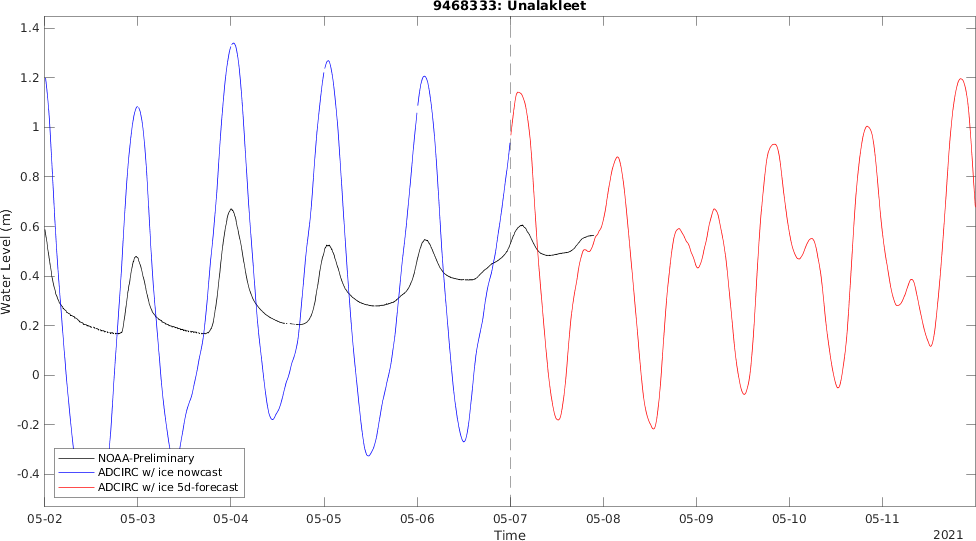 9468333: Unalakleet
1.4
1.2
1
0.8
0.6
0.4
0.2
0
-0.2
-0.4
Water Level (m)
NOAA-Preliminary
ADCIRC w/ ice nowcast
ADCIRC w/ ice 5d-forecast
05-02 05-03 05-04 05-05 05-06 05-07 05-08 05-09 05-10 05-11
Time
2021